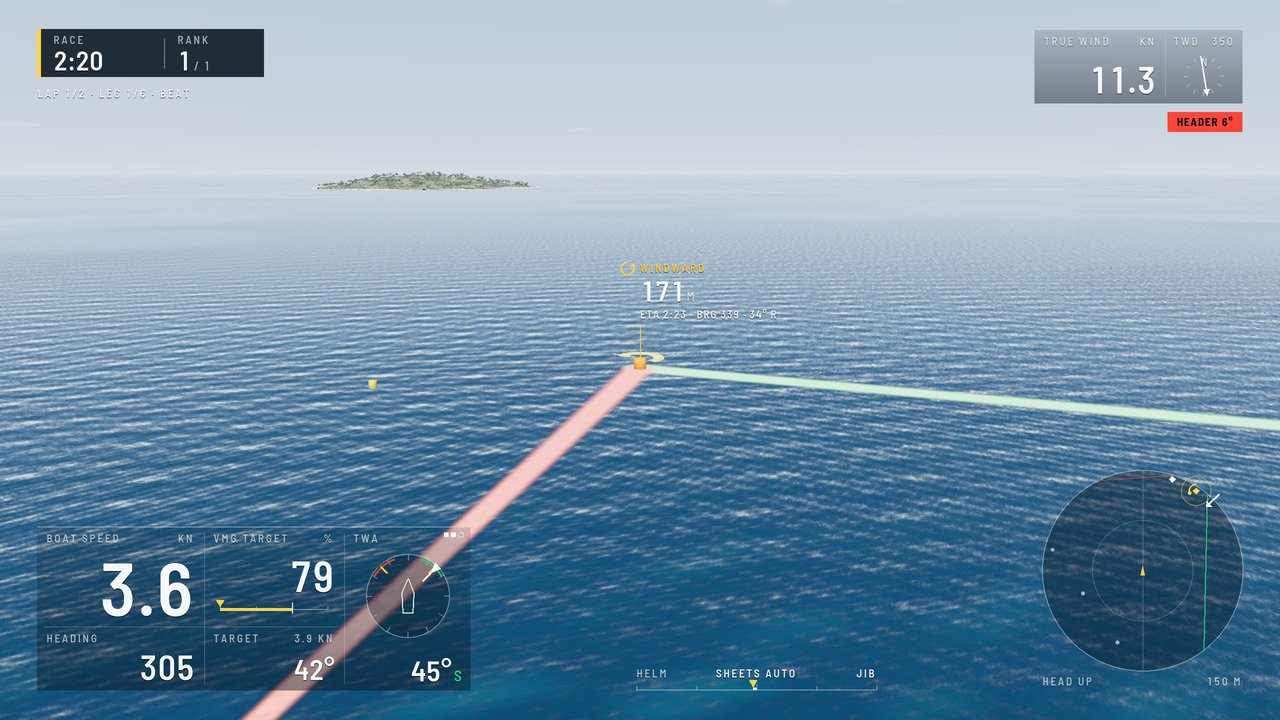 RACE
2:20
RANK
1 / 1
LAP 1/2 · LEG 1/6 · BEAT
TRUE WIND KN
11.3
TWD 350
N
HEADER 6°
WINDWARD
171 M
ETA 2:23 · BRG 339 · 34° R
BOAT SPEED KN
3.6
VMG TARGET %
79
TWA
HEADING
305
TARGET 3.9 KN
42°
45° S
HELM SHEETS AUTO JIB
HEAD UP 150 M